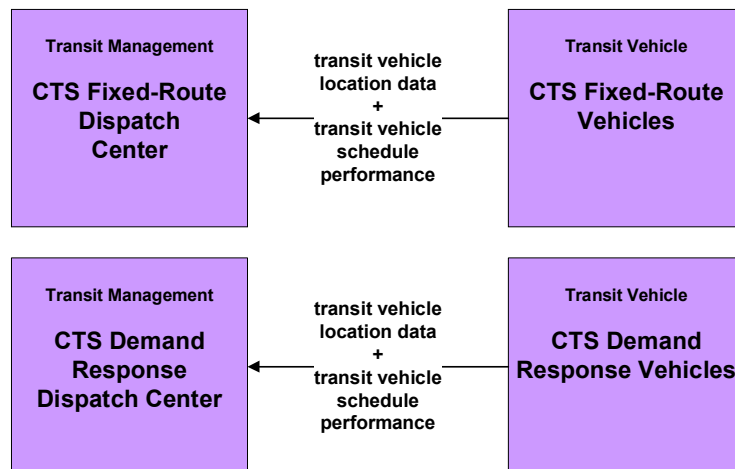 Transit Management
CTS Fixed-Route
Dispatch
Center
transit vehicle
location data
+
transit vehicle
schedule
performance
Transit Vehicle
CTS Fixed-Route
Vehicles
Transit Management
CTS Demand
Response
Dispatch Center
transit vehicle
location data
+
transit vehicle
schedule
performance
Transit Vehicle
CTS Demand
Response Vehicles